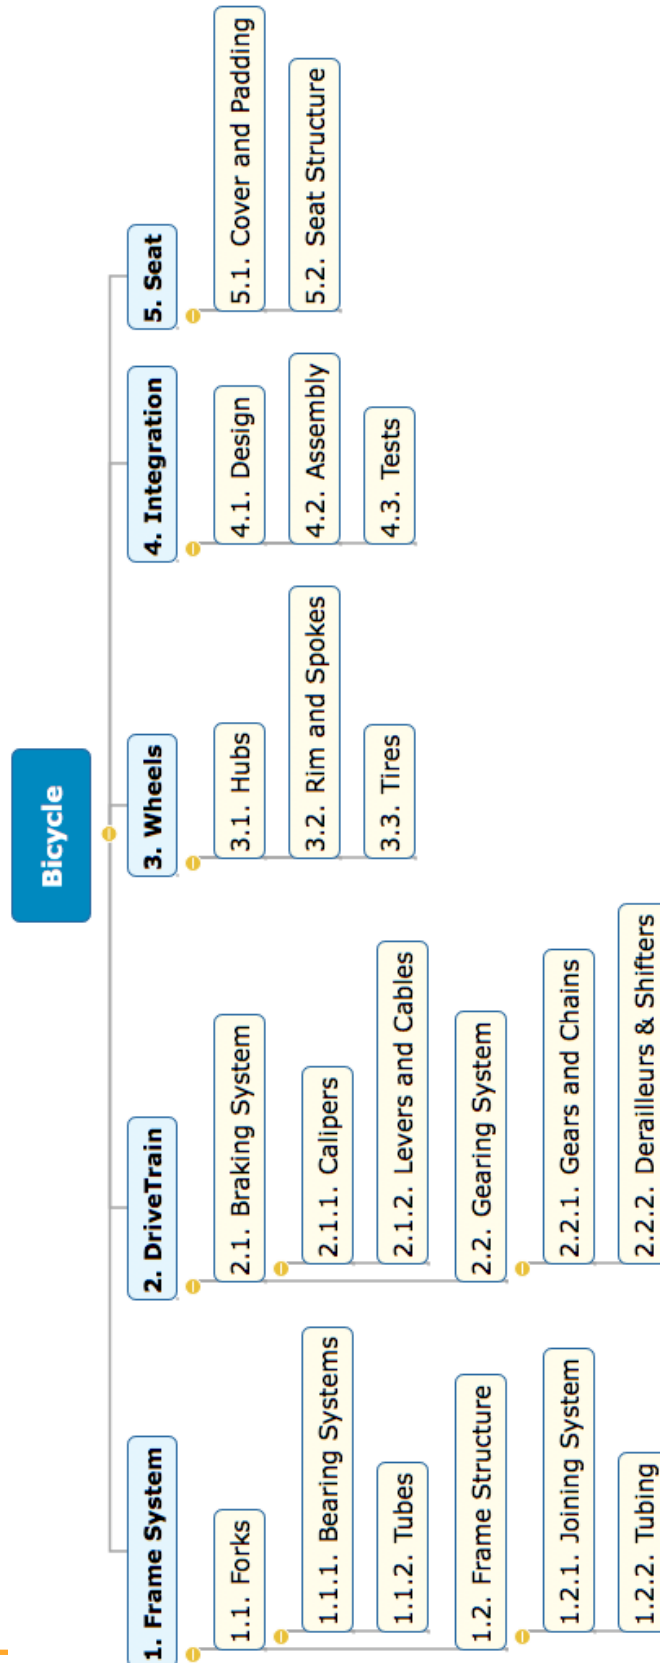 Bicycle
1. Frame System
1.1. Forks
1.1.1. Bearing Systems
1.1.2. Tubes
1.2. Frame Structure
1.2.1. Joining System
1.2.2. Tubing
2. DriveTrain
2.1. Braking System
2.1.1. Calipers
2.1.2. Levers and Cables
2.2. Gearing System
2.2.1. Gears and Chains
2.2.2. Derailleurs & Shifters
3. Wheels
3.1. Hubs
3.2. Rim and Spokes
3.3. Tires
4. Integration
4.1. Design
4.2. Assembly
4.3. Tests
5. Seat
5.1. Cover and Padding
5.2. Seat Structure